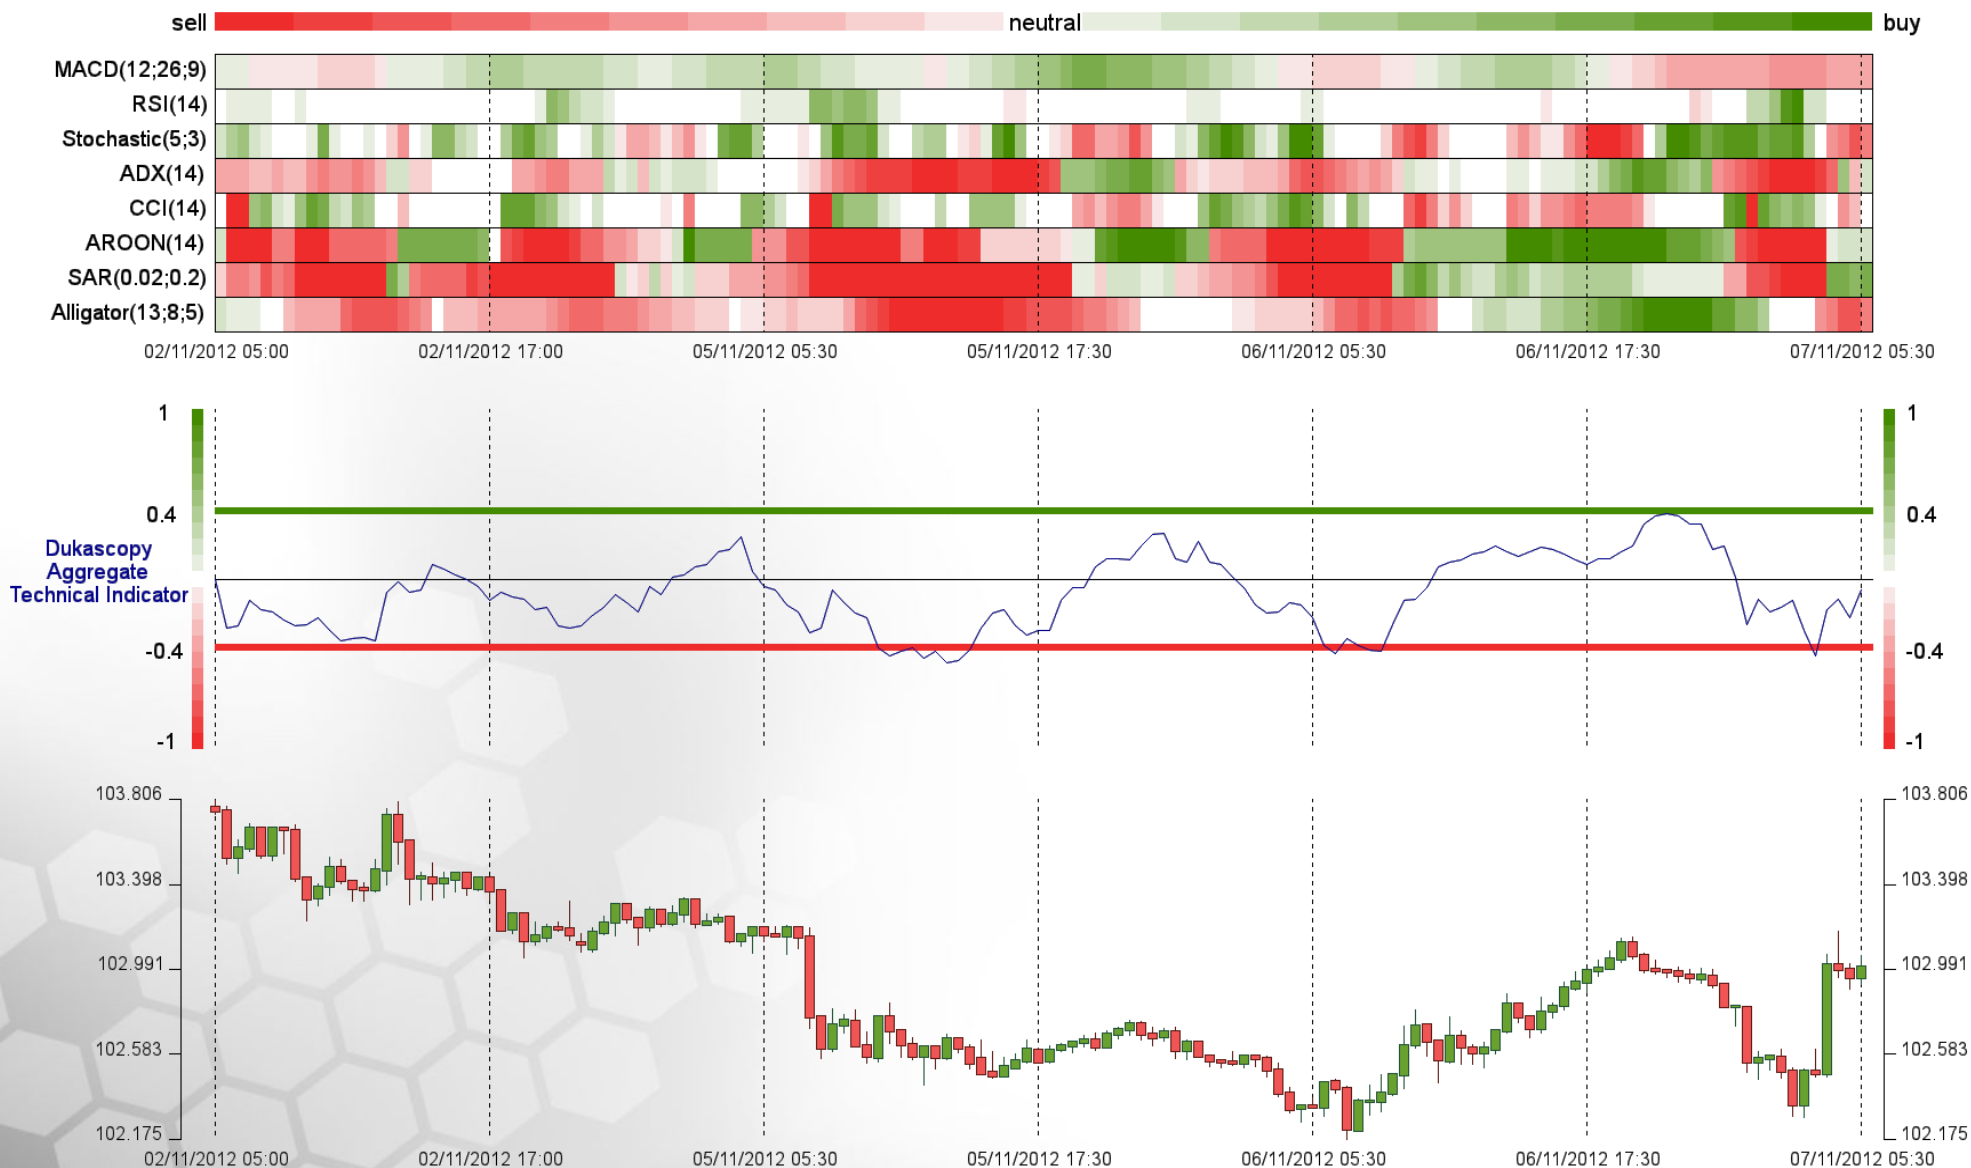 sell neutral buy
MACD(12;26;9)
RSI(14)
Stochastic(5;3)
ADX(14)
CCI(14)
AROON(14)
SAR(0.02;0.2)
Alligator(13;8;5)
02/11/2012 05:00 02/11/2012 17:00 05/11/2012 05:30 05/11/2012 17:30 06/11/2012 05:30 06/11/2012 17:30 07/11/2012 05:30
1 1
0.4 0.4
Dukascopy
Aggregate
Technical Indicator
-0.4 -0.4
-1 -1
103.806 103.806
103.398 103.398
102.991 102.991
102.583 102.583
102.175 102.175
02/11/2012 05:00 02/11/2012 17:00 05/11/2012 05:30 05/11/2012 17:30 06/11/2012 05:30 06/11/2012 17:30 07/11/2012 05:30